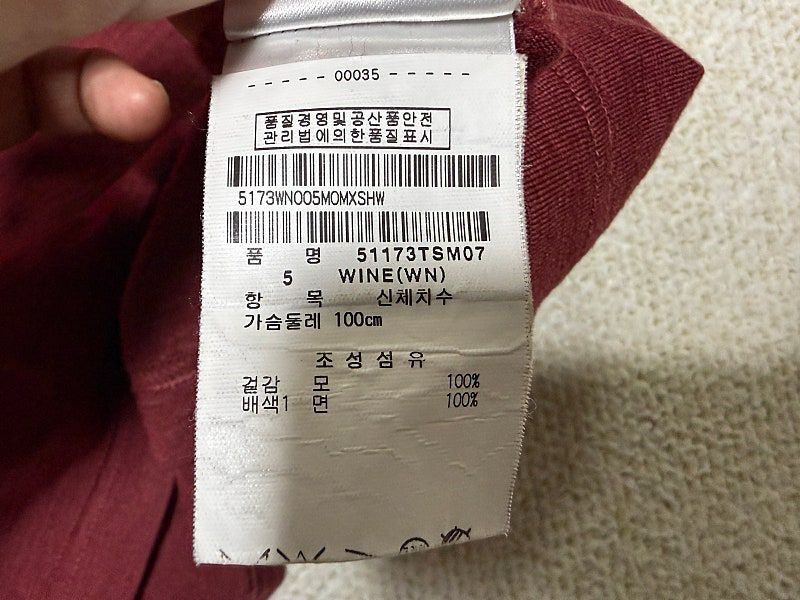 - - - - - 00035 - - - - -
품질경영및공산품안전
관리법에의한품질표시
5173WN005MOMXSHW
품 명 51173TSM07
5 WINE(WN)
항 목 신체치수
가슴둘레 100cm
조성섬유
겉감 모 100%
배색1 면 100%